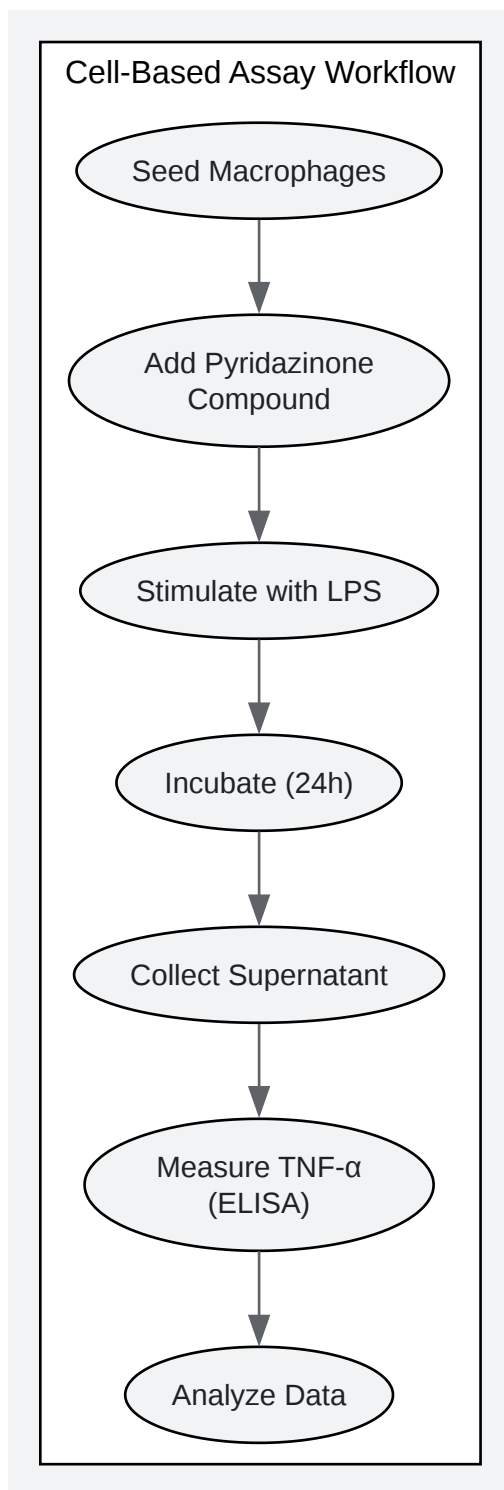 Cell-Based Assay Workflow
Seed Macrophages
Add Pyridazinone
Compound
Stimulate with LPS
Incubate (24h)
Collect Supernatant
Measure TNF-α
(ELISA)
Analyze Data